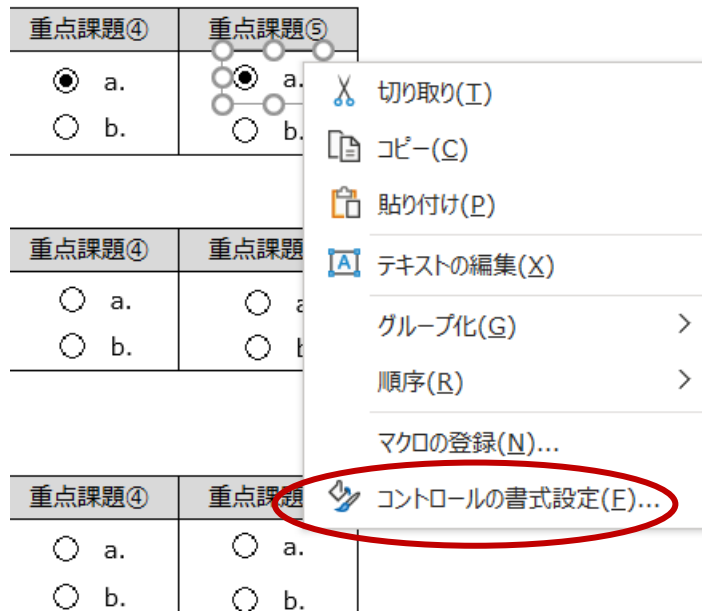 重点課題④ 重点課題⑤
a. a.
b. b.
切り取り(T)
コピー(C)
貼り付け(P)
テキストの編集(X)
グループ化(G)
順序(R)
マクロの登録(N)...
コントロールの書式設定(F)...
重点課題④ 重点課題
a.
b.
重点課題④ 重点課題
a. a.
b. b.